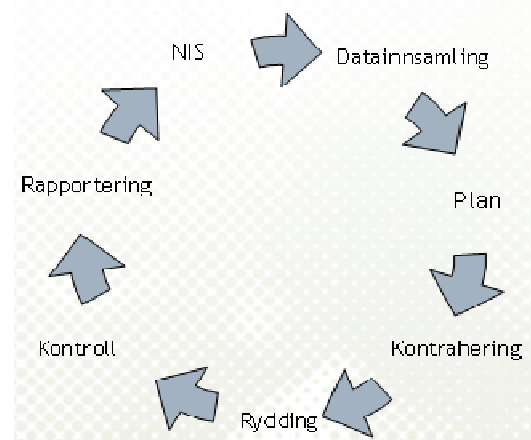 NIS
Datainnsamling
Plan
Kontrahering
Rydding
Kontroll
Rapportering